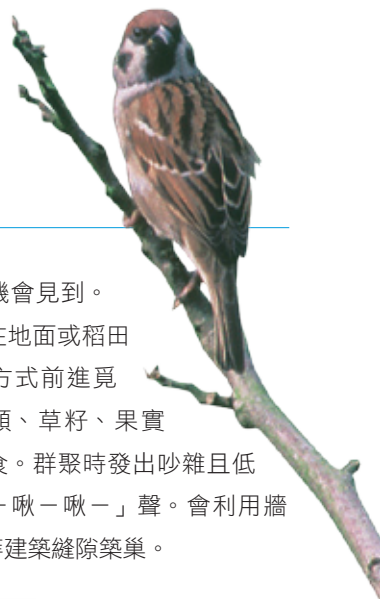 機會見到。
在地面或稻田
方式前進覓
類、草籽、果實
食。群聚時發出吵雜且低
－啾－啾－」聲。會利用牆
等建築縫隙築巢。